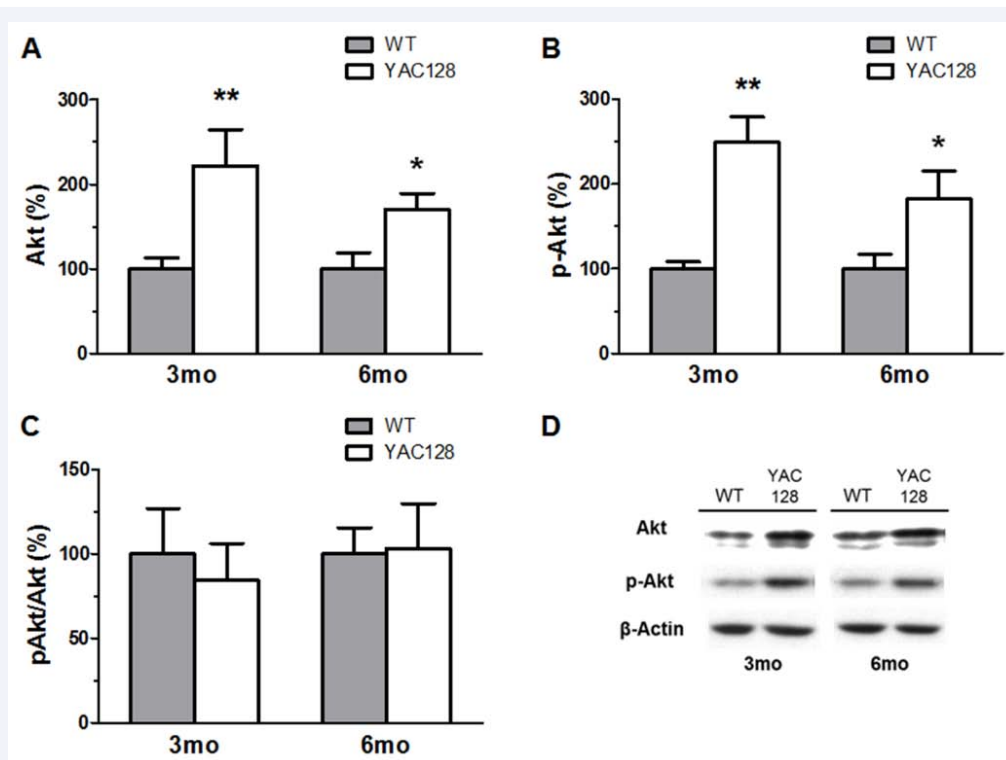 A
WT
YAC128
**
*
Akt (%)
300
200
100
0
3mo
6mo
B
WT
YAC128
**
*
p-Akt (%)
300
200
100
0
3mo
6mo
C
WT
YAC128
pAkt/Akt (%)
150
100
50
0
3mo
6mo
D
WT
YAC
128
WT
YAC
128
Akt
p-Akt
β-Actin
3mo
6mo